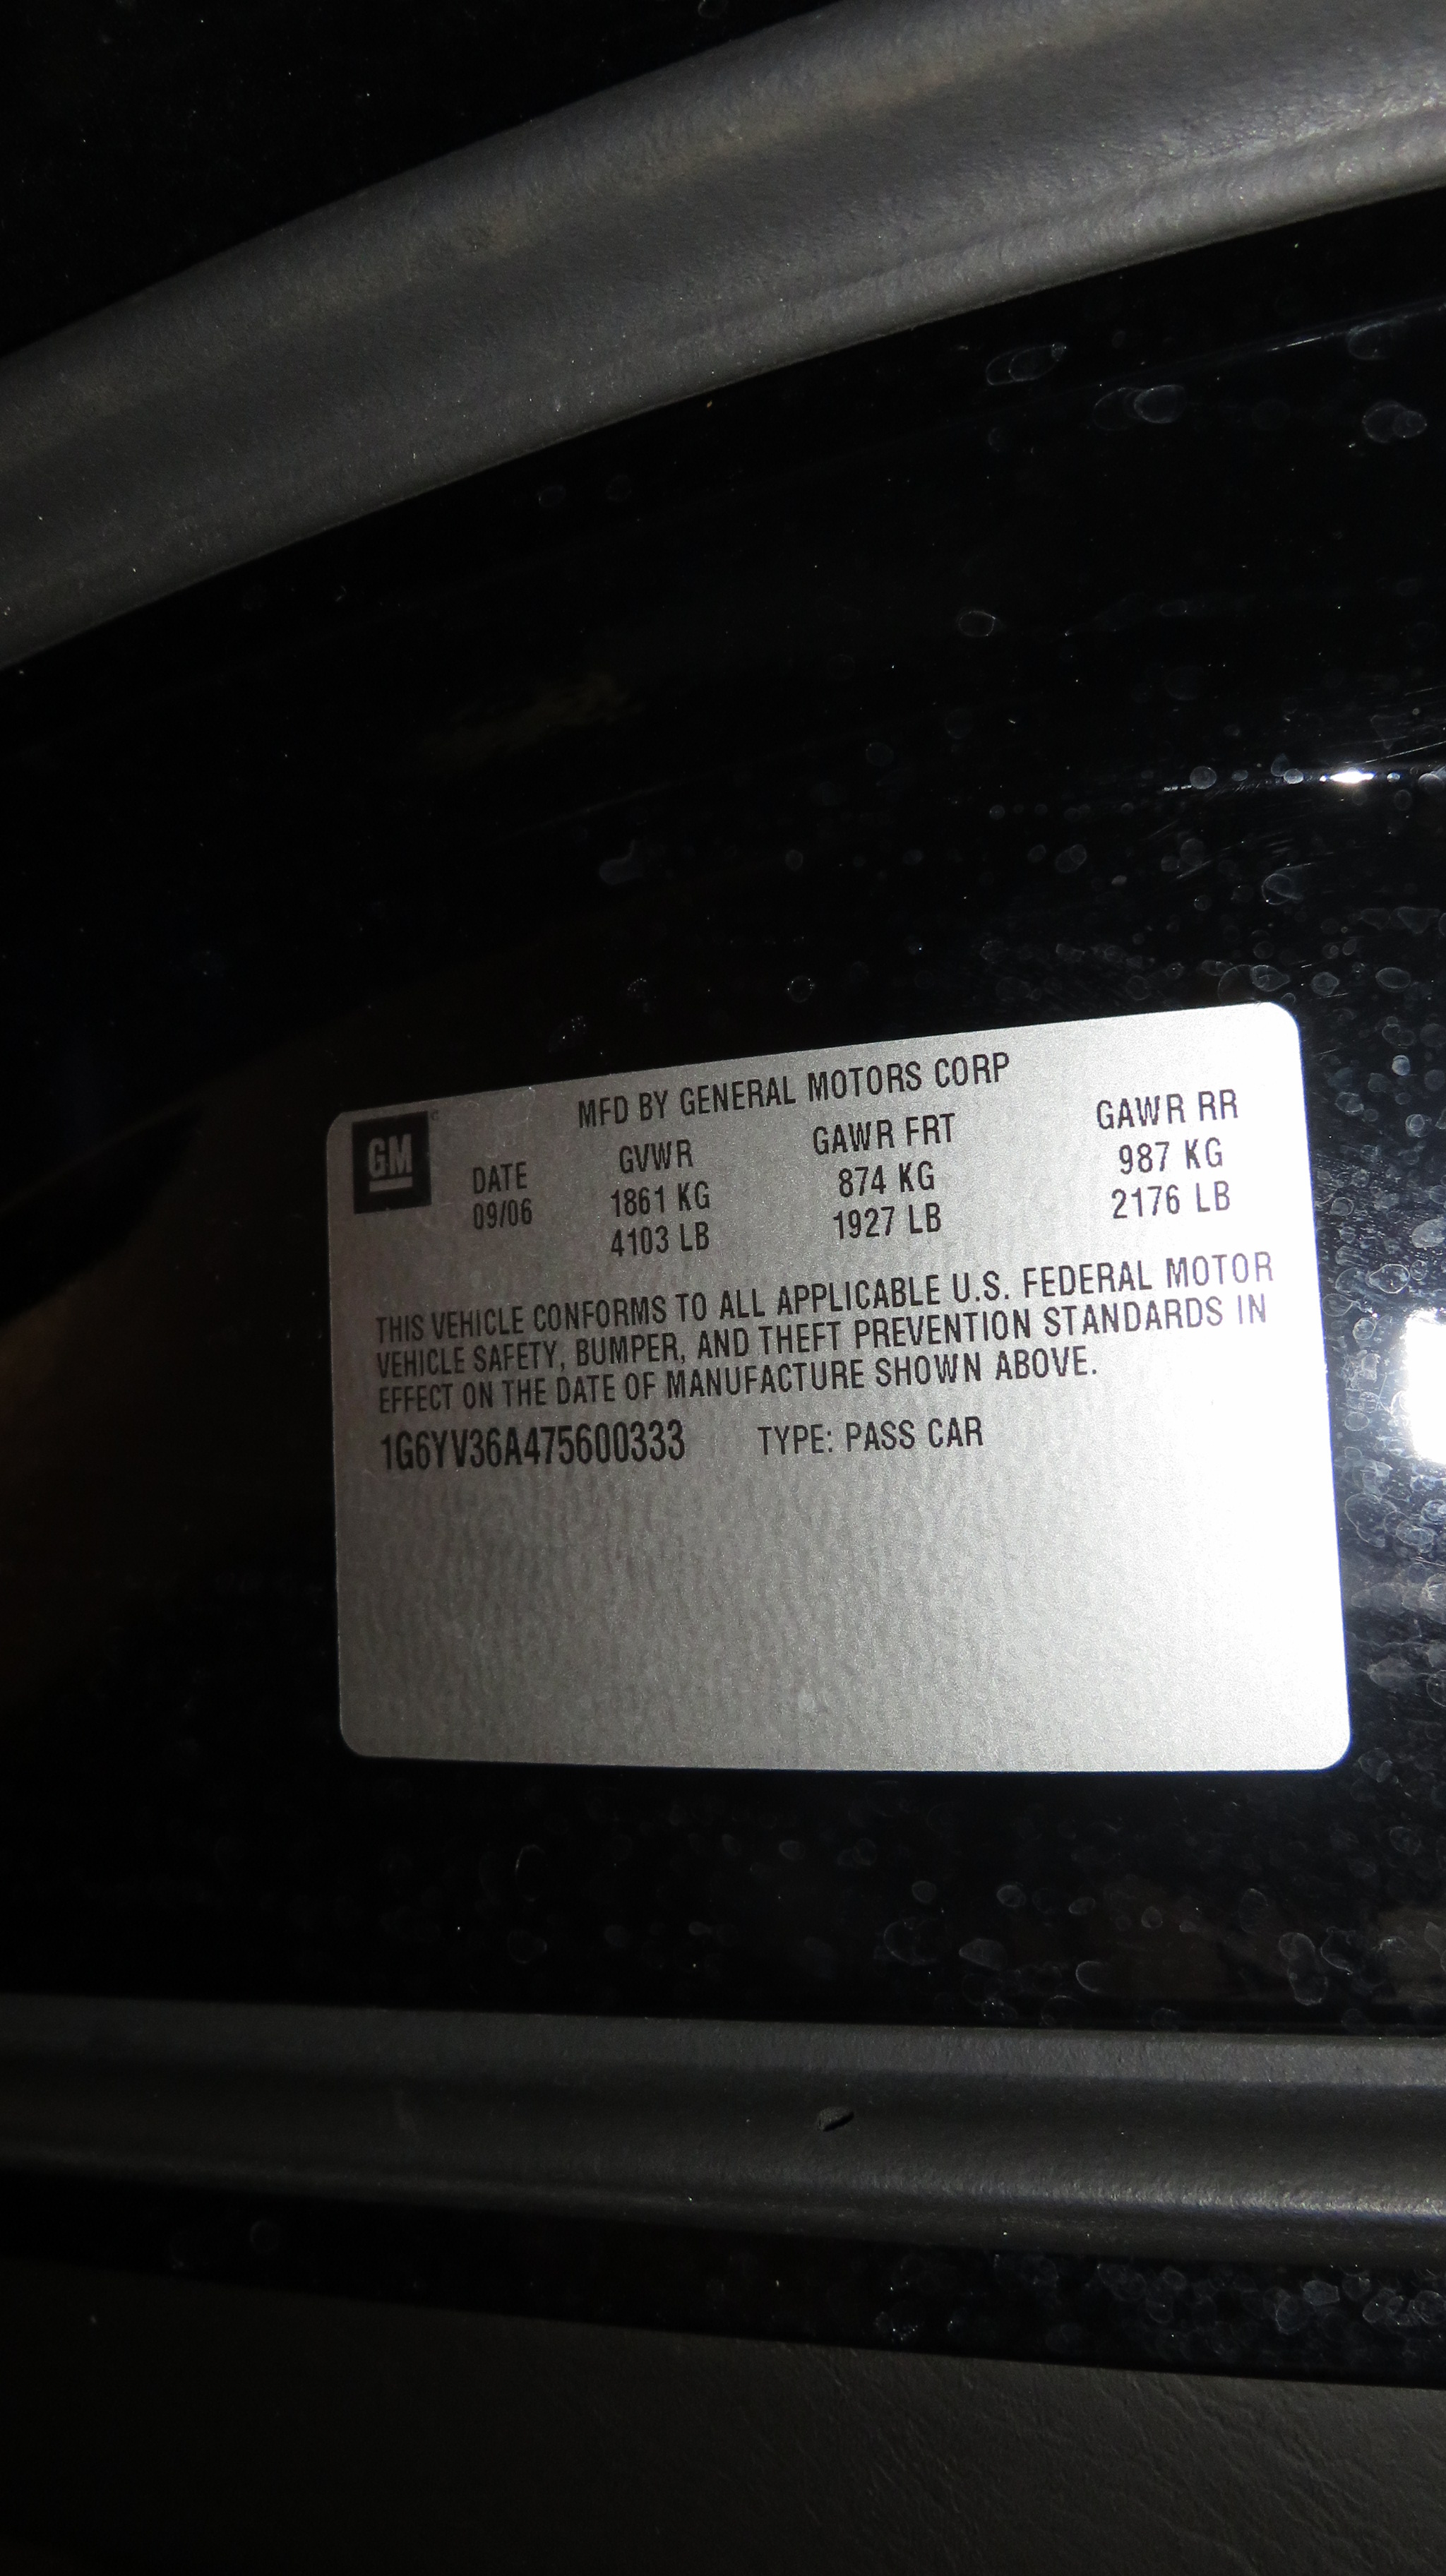 GM
MFD BY GENERAL MOTORS CORP
DATE GVWR GAWR FRT GAWR RR
09/06 1861 KG 874 KG 987 KG
4103 LB 1927 LB 2176 LB
THIS VEHICLE CONFORMS TO ALL APPLICABLE U.S. FEDERAL MOTOR
VEHICLE SAFETY, BUMPER, AND THEFT PREVENTION STANDARDS IN
EFFECT ON THE DATE OF MANUFACTURE SHOWN ABOVE.
1G6YV36A475600333 TYPE: PASS CAR